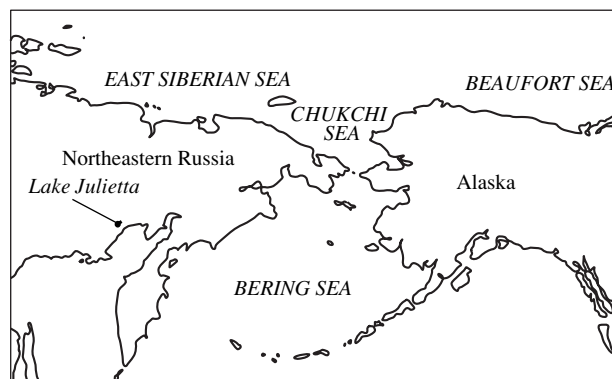 EAST SIBERIAN SEA
BEAUFORT SEA
CHUKCHI
SEA
Northeastern Russia
Lake Julietta
Alaska
BERING SEA